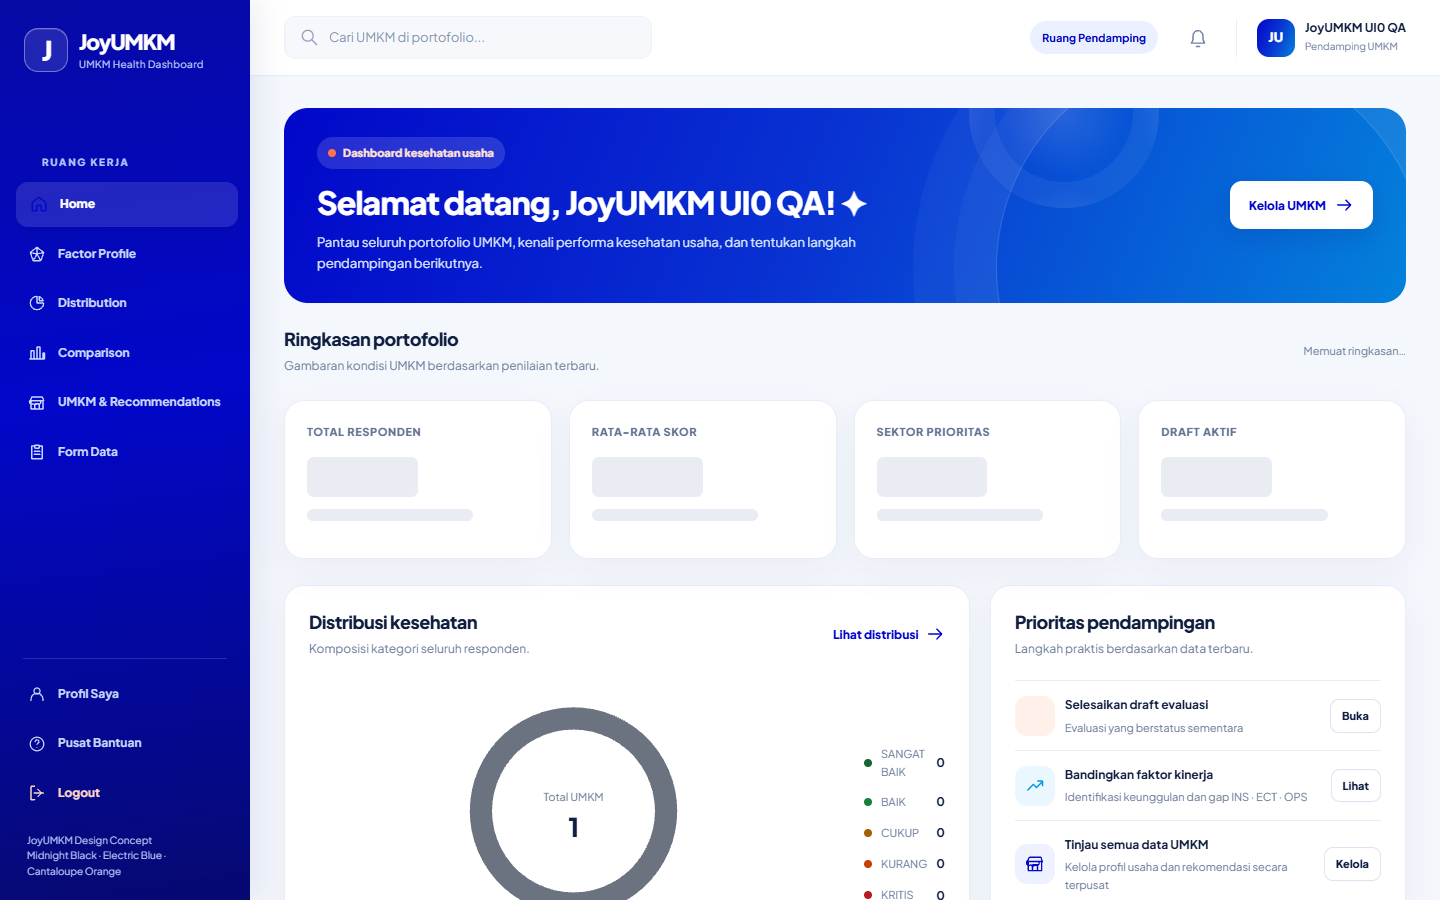 J
JoyUMKM
UMKM Health Dashboard
RUANG KERJA
Home
Factor Profile
Distribution
Comparison
UMKM & Recommendations
Form Data
Profil Saya
Pusat Bantuan
Logout
JoyUMKM Design Concept
Midnight Black · Electric Blue ·
Cantaloupe Orange
Cari UMKM di portofolio...
Ruang Pendamping
JU
JoyUMKM UI0 QA
Pendamping UMKM
Dashboard kesehatan usaha
Selamat datang, JoyUMKM UI0 QA! ✦
Pantau seluruh portofolio UMKM, kenali performa kesehatan usaha, dan tentukan langkah
pendampingan berikutnya.
Kelola UMKM →
Ringkasan portofolio
Gambaran kondisi UMKM berdasarkan penilaian terbaru.
Memuat ringkasan...
TOTAL RESPONDEN
RATA-RATA SKOR
SEKTOR PRIORITAS
DRAFT AKTIF
Distribusi kesehatan
Komposisi kategori seluruh responden.
Lihat distribusi →
Total UMKM
1
SANGAT
BAIK 0
BAIK 0
CUKUP 0
KURANG 0
KRITIS 0
Prioritas pendampingan
Langkah praktis berdasarkan data terbaru.
Selesaikan draft evaluasi
Evaluasi yang berstatus sementara
Buka
Bandingkan faktor kinerja
Identifikasi keunggulan dan gap INS · ECT · OPS
Lihat
Tinjau semua data UMKM
Kelola profil usaha dan rekomendasi secara
terpusat
Kelola